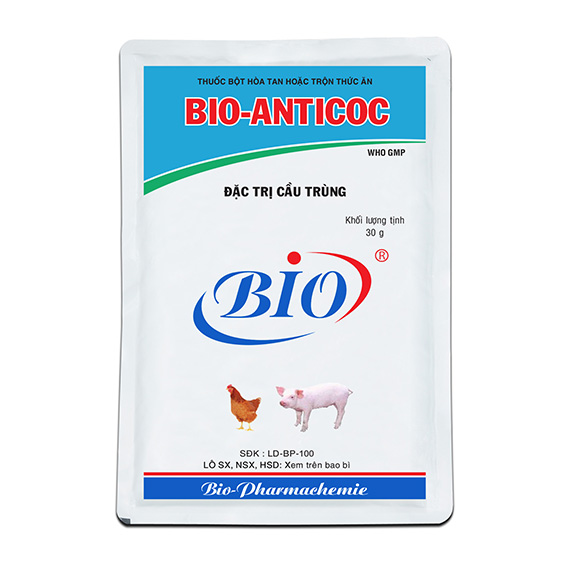 THUỐC BỘT HÒA TAN HOẶC TRỘN THỨC ĂN
BIO-ANTICOC
WHO GMP
ĐẶC TRỊ CẦU TRÙNG
Khối lượng tịnh
30 g
BIO ®
SĐK : LD-BP-100
LÔ SX, NSX, HSD: Xem trên bao bì
Bio-Pharmachemie